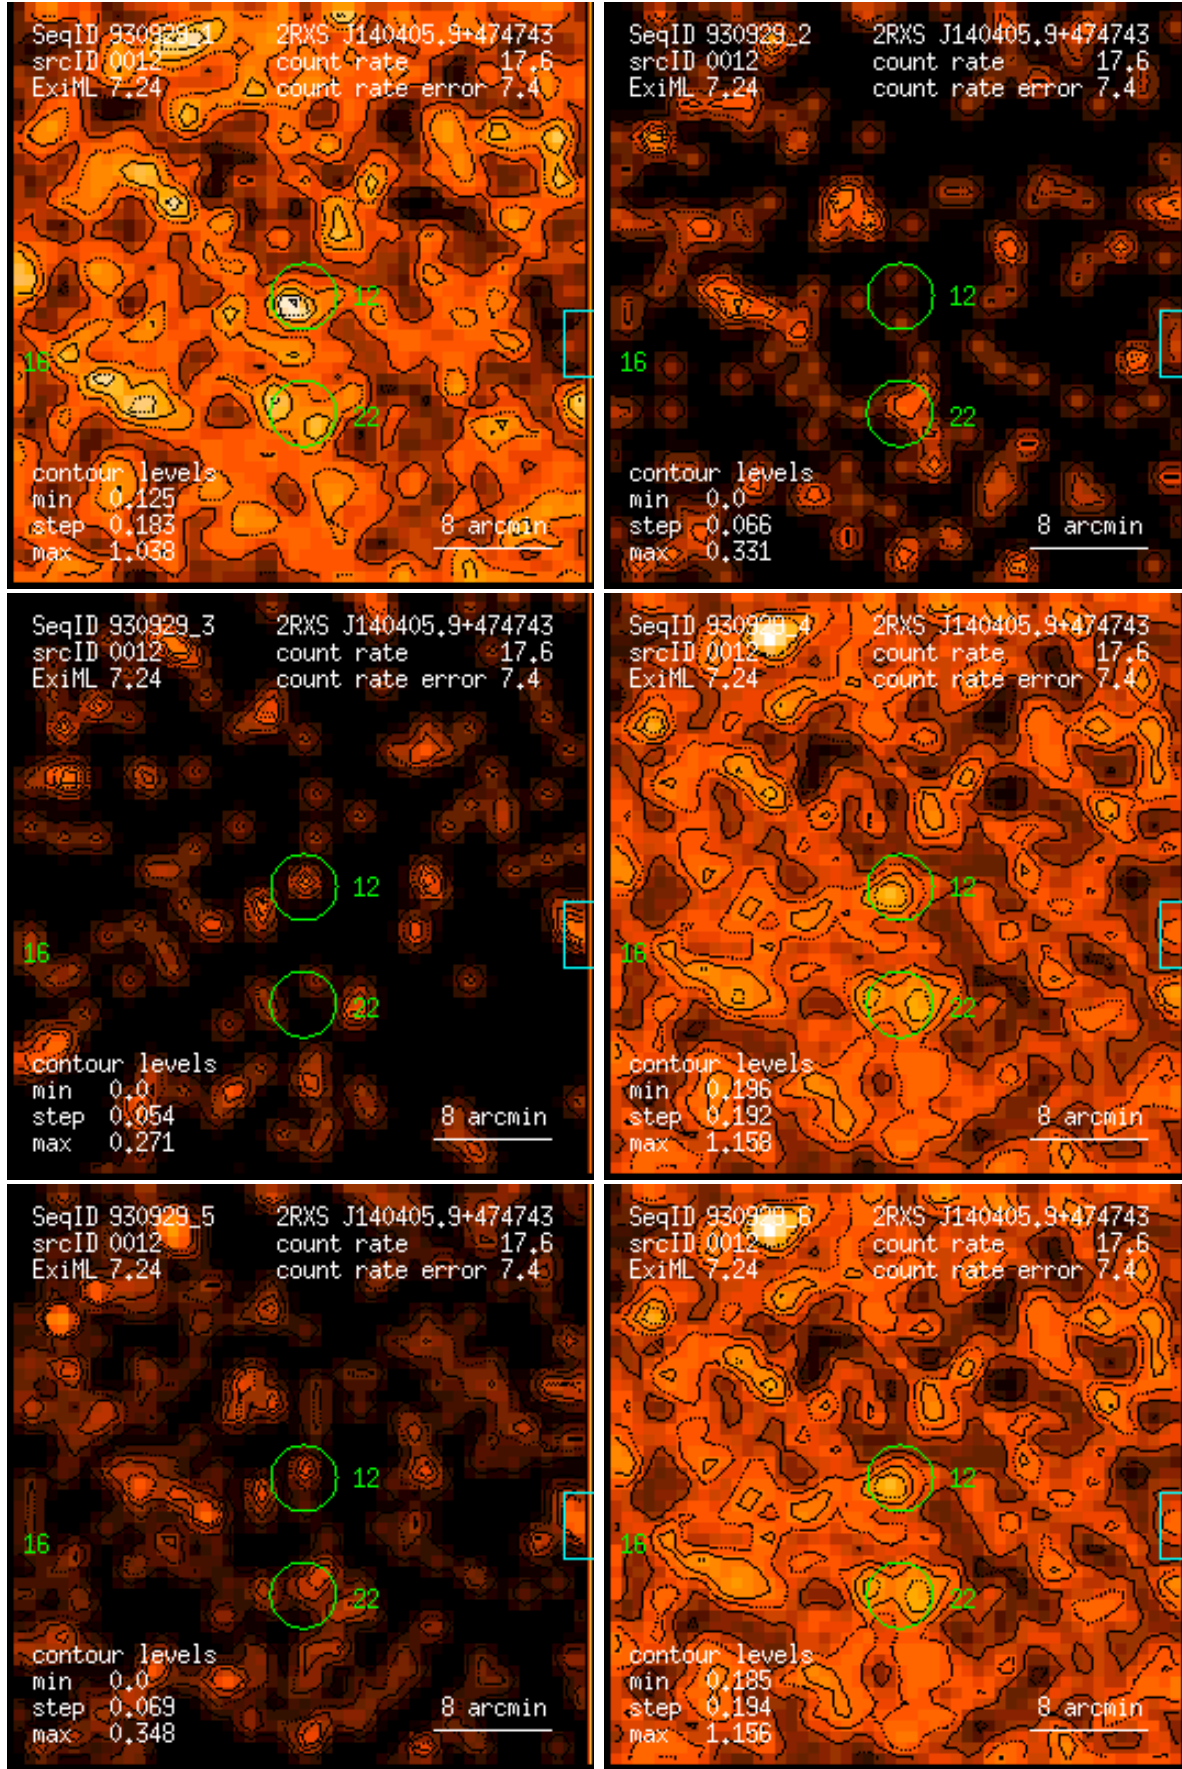 SeqID 930929_1 2RXS J140405.9+474743
srcID 0012 count rate 17.6
ExiML 7.24 count rate error 7.4
12
16
22
contour levels
min 0.125
step 0.183
max 1.038
8 arcmin
SeqID 930929_2 2RXS J140405.9+474743
srcID 0012 count rate 17.6
ExiML 7.24 count rate error 7.4
12
16
22
contour levels
min 0.0
step 0.066
max 0.331
8 arcmin
SeqID 930929_3 2RXS J140405.9+474743
srcID 0012 count rate 17.6
ExiML 7.24 count rate error 7.4
12
16
22
contour levels
min 0.0
step 0.054
max 0.271
8 arcmin
SeqID 930929_4 2RXS J140405.9+474743
srcID 0012 count rate 17.6
ExiML 7.24 count rate error 7.4
12
16
22
contour levels
min 0.196
step 0.192
max 1.158
8 arcmin
SeqID 930929_5 2RXS J140405.9+474743
srcID 0012 count rate 17.6
ExiML 7.24 count rate error 7.4
12
16
22
contour levels
min 0.0
step 0.069
max 0.348
8 arcmin
SeqID 930929_6 2RXS J140405.9+474743
srcID 0012 count rate 17.6
ExiML 7.24 count rate error 7.4
12
16
22
contour levels
min 0.185
step 0.194
max 1.156
8 arcmin